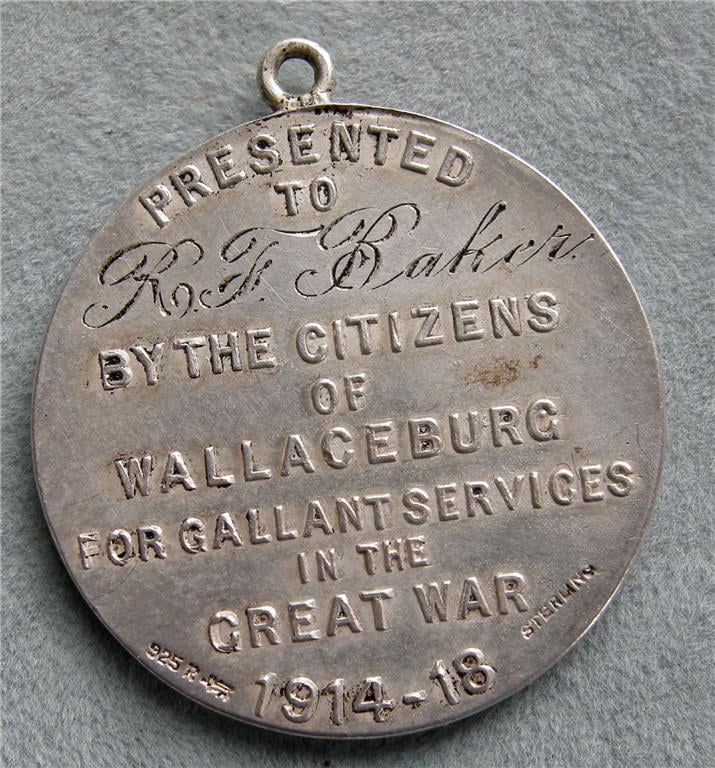 PRESENTED
TO
R. F. Baker.
BY THE CITIZENS
OF
WALLACEBURG
FOR GALLANT SERVICES
IN THE
GREAT WAR
1914-18
925 R
STERLING